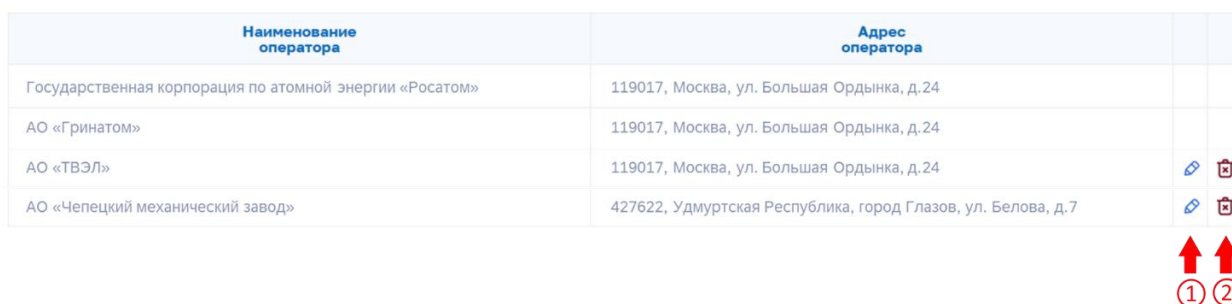 Наименование
оператора
Адрес
оператора
Государственная корпорация по атомной энергии «Росатом» 119017, Москва, ул. Большая Ордынка, д.24
АО «Гринатом» 119017, Москва, ул. Большая Ордынка, д.24
АО «ТВЭЛ» 119017, Москва, ул. Большая Ордынка, д.24
АО «Чепецкий механический завод» 427622, Удмуртская Республика, город Глазов, ул. Белова, д.7
① ②